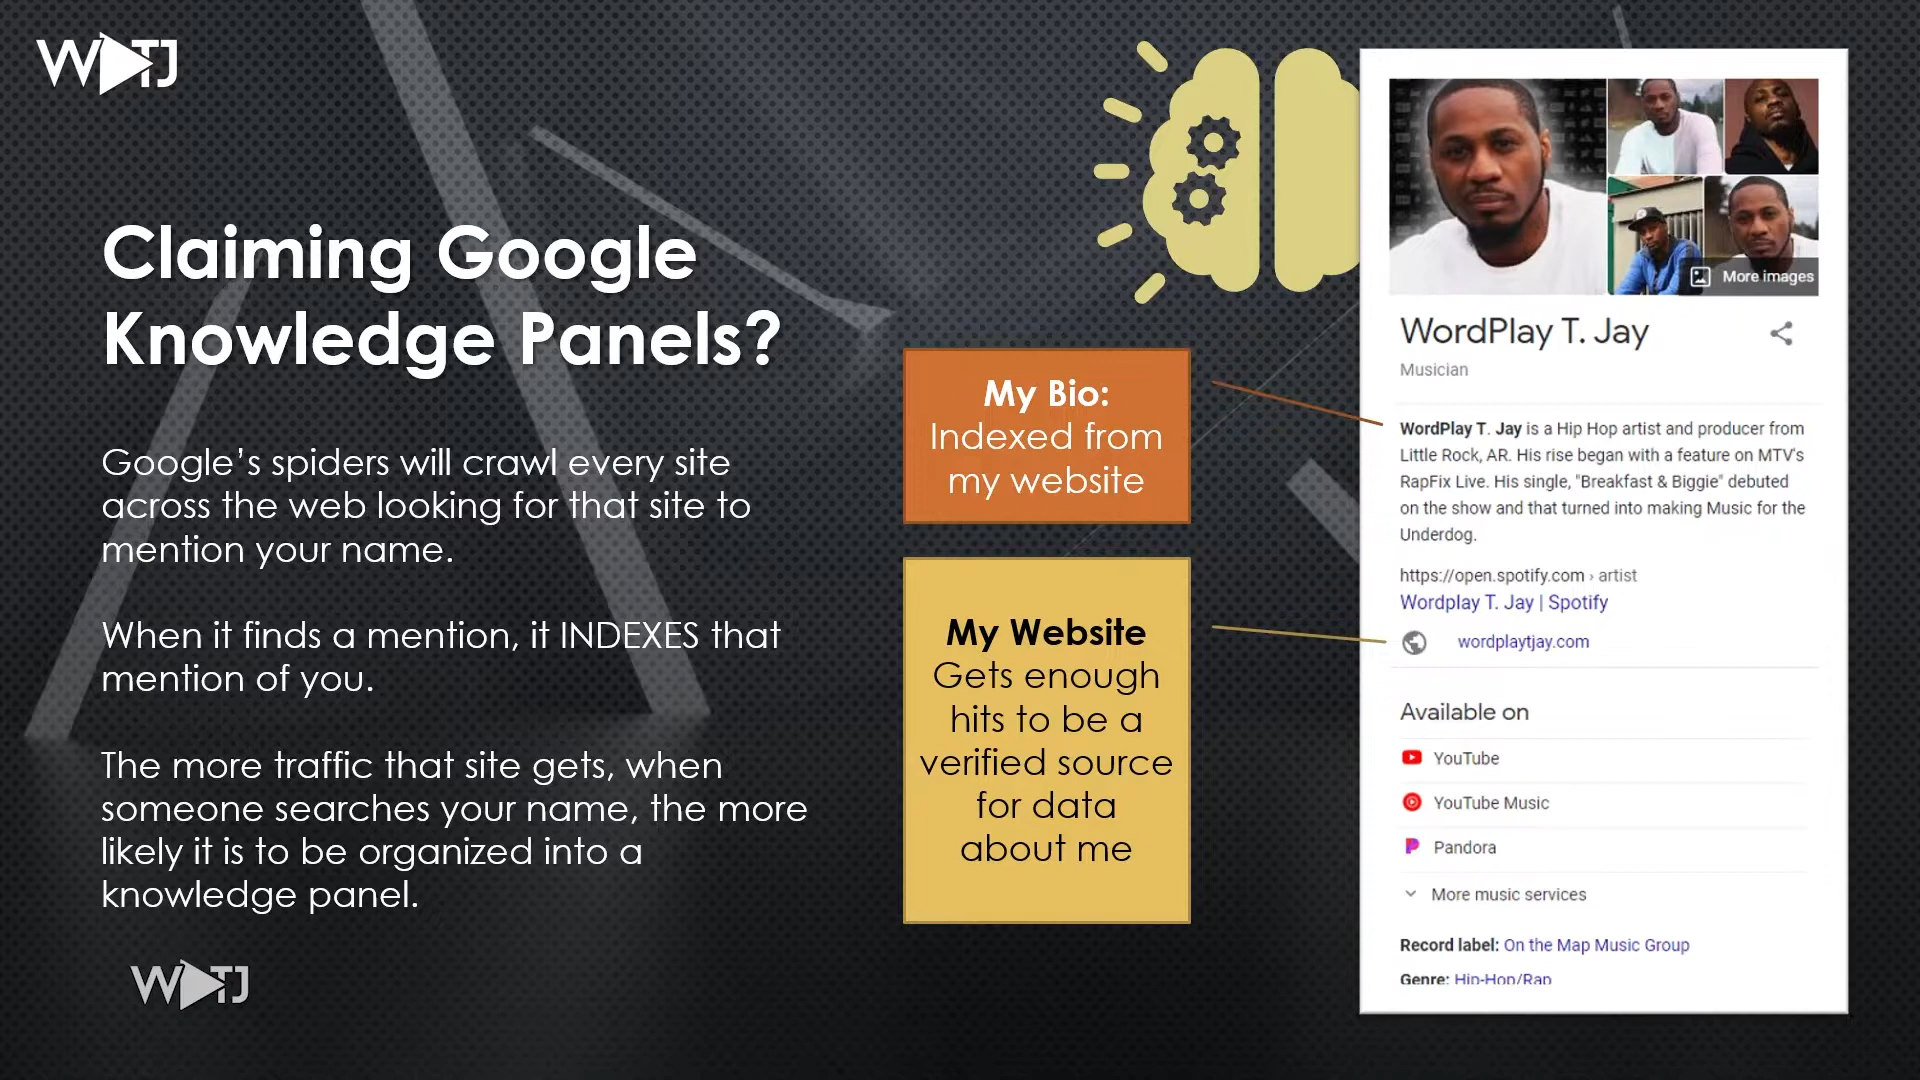 WPTJ
Claiming Google
Knowledge Panels?
Google’s spiders will crawl every site
across the web looking for that site to
mention your name.
When it finds a mention, it INDEXES that
mention of you.
The more traffic that site gets, when
someone searches your name, the more
likely it is to be organized into a
knowledge panel.
WPTJ
My Bio:
Indexed from
my website
My Website
Gets enough
hits to be a
verified source
for data
about me
More images
WordPlay T. Jay
Musician
WordPlay T. Jay is a Hip Hop artist and producer from
Little Rock, AR. His rise began with a feature on MTV's
RapFix Live. His single, "Breakfast & Biggie" debuted
on the show and that turned into making Music for the
Underdog.
https://open.spotify.com › artist
Wordplay T. Jay | Spotify
wordplaytjay.com
Available on
YouTube
YouTube Music
Pandora
More music services
Record label: On the Map Music Group
Genre: Hip-Hop/Rap